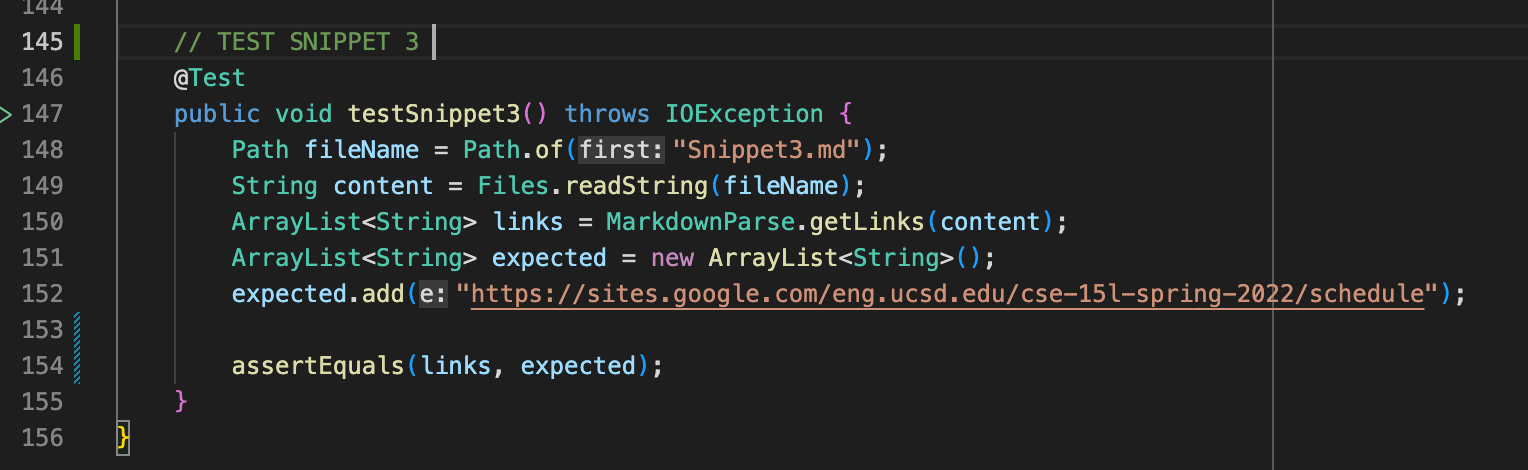 144
145 // TEST SNIPPET 3
146 @Test
147 public void testSnippet3() throws IOException {
148 Path fileName = Path.of(first: "Snippet3.md");
149 String content = Files.readString(fileName);
150 ArrayList<String> links = MarkdownParse.getLinks(content);
151 ArrayList<String> expected = new ArrayList<String>();
152 expected.add(e: "https://sites.google.com/eng.ucsd.edu/cse-15l-spring-2022/schedule");
153
154 assertEquals(links, expected);
155 }
156 }